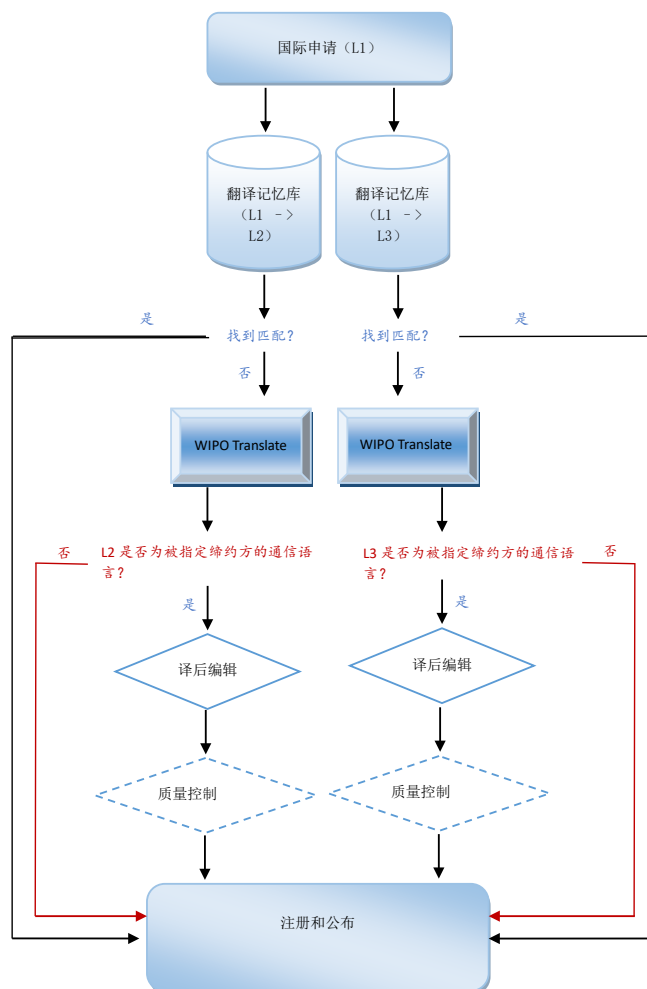 国际申请（L1）
翻译记忆库
（L1 ->
L2）
翻译记忆库
（L1 ->
L3）
是
找到匹配？
找到匹配？
是
否
否
WIPO Translate
WIPO Translate
否
L2 是否为被指定缔约方的通信语
言？
L3 是否为被指定缔约方的通信语
言？
否
是
是
译后编辑
译后编辑
质量控制
质量控制
注册和公布